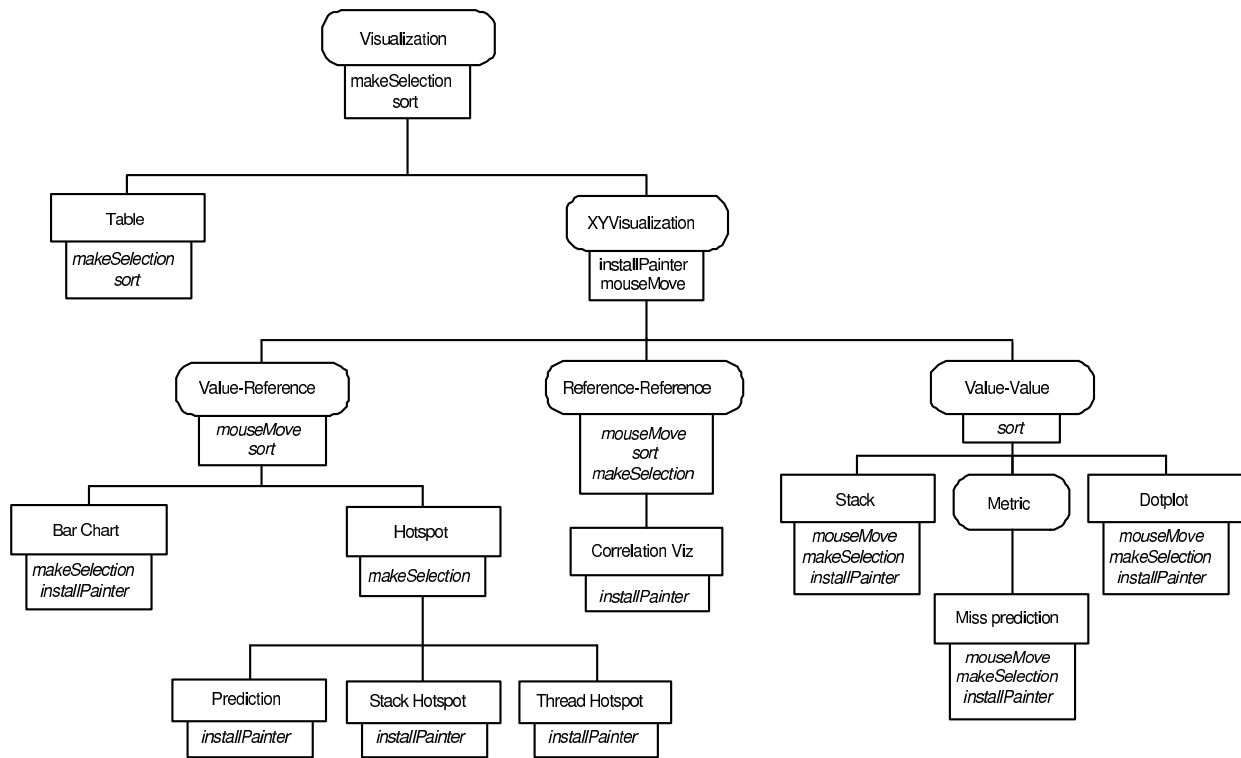 Visualization
makeSelection
sort
Table
makeSelection
sort
XYVisualization
installPainter
mouseMove
Value-Reference
mouseMove
sort
Reference-Reference
mouseMove
sort
makeSelection
Value-Value
sort
Bar Chart
makeSelection
installPainter
Hotspot
makeSelection
Correlation Viz
installPainter
Stack
mouseMove
makeSelection
installPainter
Metric
Dotplot
mouseMove
makeSelection
installPainter
Miss prediction
mouseMove
makeSelection
installPainter
Prediction
installPainter
Stack Hotspot
installPainter
Thread Hotspot
installPainter